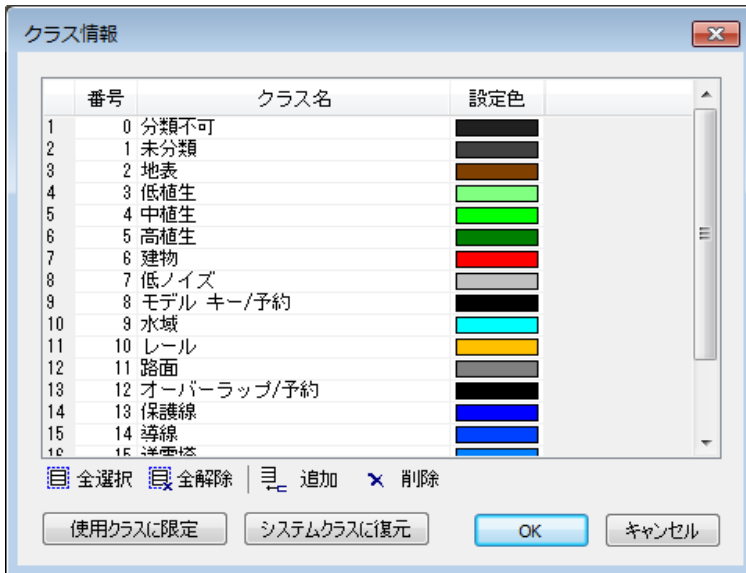 クラス情報
番号 クラス名 設定色
1 0 分類不可
2 1 未分類
3 2 地表
4 3 低植生
5 4 中植生
6 5 高植生
7 6 建物
8 7 低ノイズ
9 8 モデル キー/予約
10 9 水域
11 10 レール
12 11 路面
13 12 オーバーラップ/予約
14 13 保護線
15 14 導線
16 15 送電塔
全選択 全解除 追加 削除
使用クラスに限定 システムクラスに復元 OK キャンセル